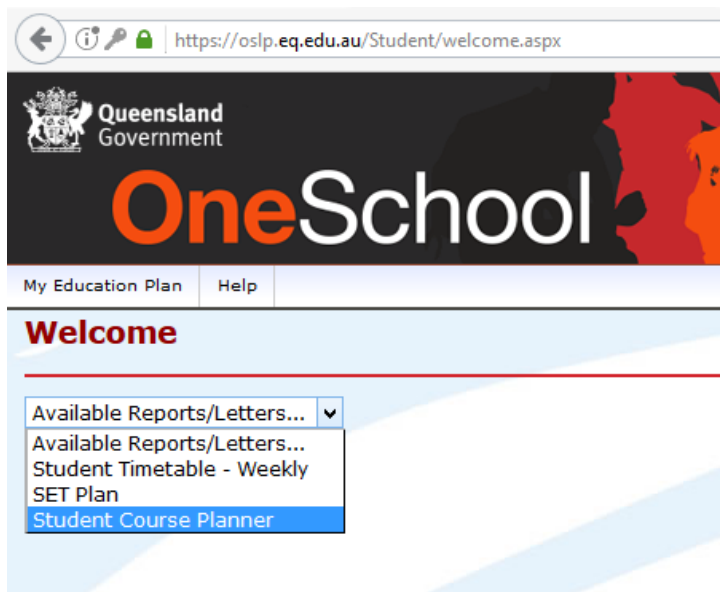 https://oslp.eq.edu.au/Student/welcome.aspx
Queensland
Government
OneSchool
My Education Plan Help
Welcome
Available Reports/Letters...
Available Reports/Letters...
Student Timetable - Weekly
SET Plan
Student Course Planner